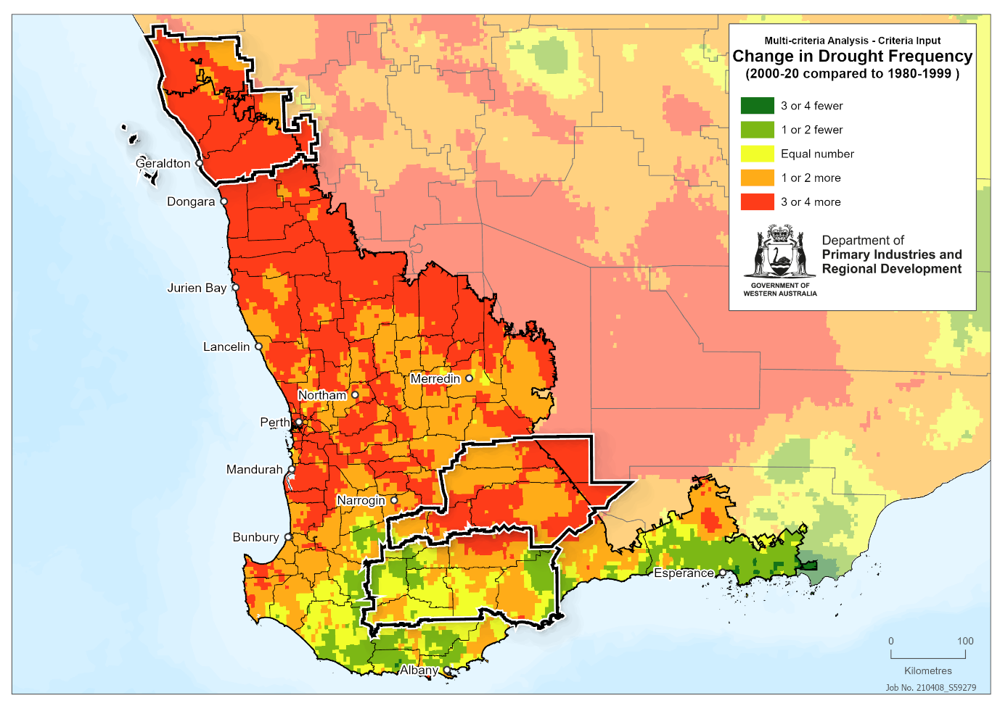 Multi-criteria Analysis - Criteria Input
Change in Drought Frequency
(2000-20 compared to 1980-1999 )
3 or 4 fewer
1 or 2 fewer
Equal number
1 or 2 more
3 or 4 more
Department of
Primary Industries and
Regional Development
GOVERNMENT OF
WESTERN AUSTRALIA
Geraldton
Dongara
Jurien Bay
Lancelin
Merredin
Northam
Perth
Mandurah
Narrogin
Bunbury
Esperance
Albany
0 100
Kilometres
Job No. 210408_S59279